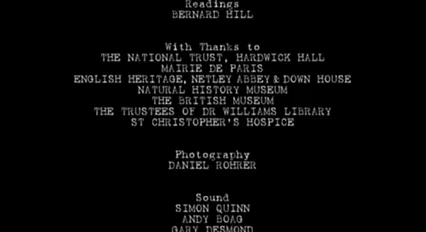 Readings
BERNARD HILL
With Thanks to
THE NATIONAL TRUST, HARDWICK HALL
MAIRIE DE PARIS
ENGLISH HERITAGE, NETLEY ABBEY & DOWN HOUSE
NATURAL HISTORY MUSEUM
THE BRITISH MUSEUM
THE TRUSTEES OF DR WILLIAMS LIBRARY
ST CHRISTOPHER'S HOSPICE
Photography
DANIEL ROHRER
Sound
SIMON QUINN
ANDY BOAG
GARY DESMOND